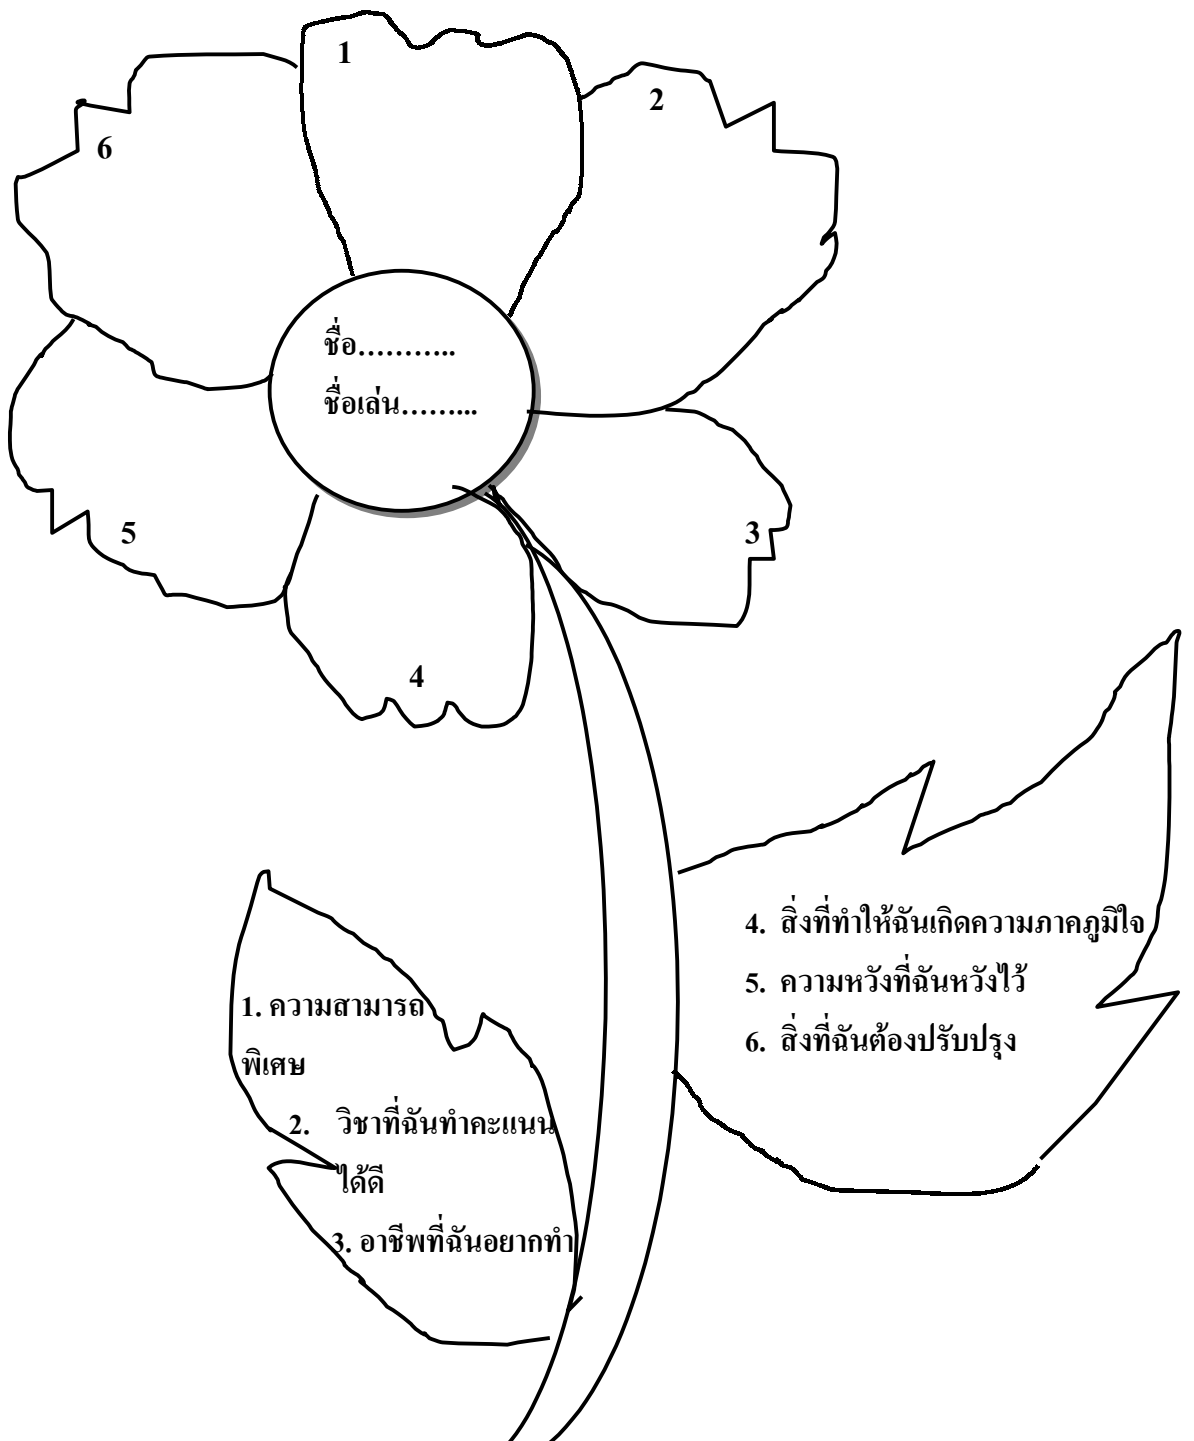 1
2
6
ชื่อ...........
ชื่อเล่น.........
5
3
4
4. สิ่งที่ทำให้ฉันเกิดความภาคภูมิใจ
5. ความหวังที่ฉันหวังไว้
6. สิ่งที่ฉันต้องปรับปรุง
1. ความสามารถ
พิเศษ
2. วิชาที่ฉันทำคะแนน
ได้ดี
3. อาชีพที่ฉันอยากทำ